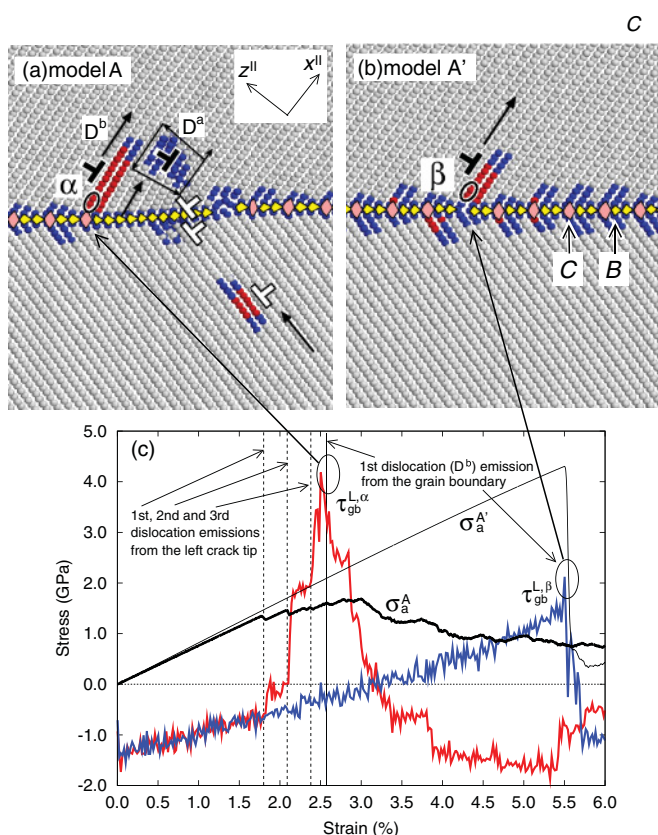 C
(a)model A
z^II x^II
D^b
D^a
α
(b)model A'
β
C B
(c)
5.0
4.0
3.0
2.0
1.0
0.0
-1.0
-2.0
Stress (GPa)
1st, 2nd and 3rd
dislocation emissions
from the left crack tip
1st dislocation (D^b) emission
from the grain boundary
τ_gb^L,α
σ_a^A'
τ_gb^L,β
σ_a^A
0.0 0.5 1.0 1.5 2.0 2.5 3.0 3.5 4.0 4.5 5.0 5.5 6.0
Strain (%)